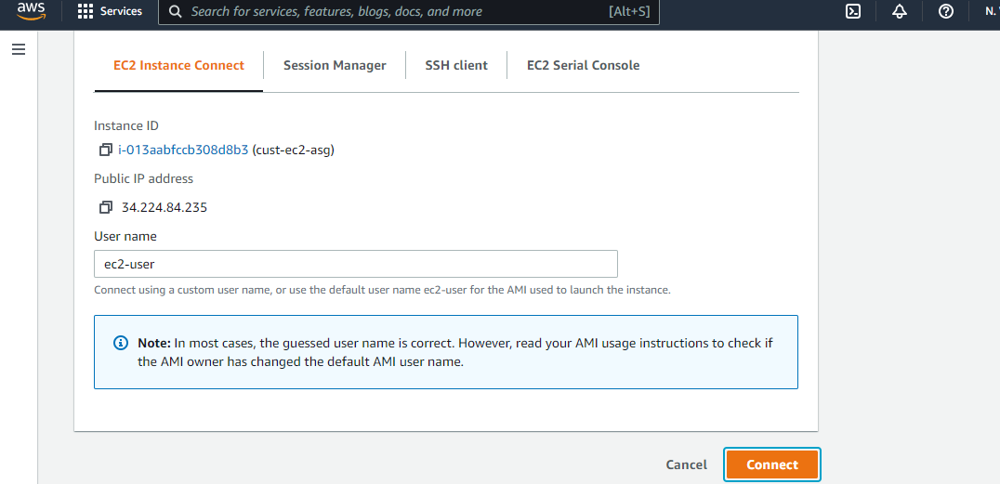 aws
Services
Search for services, features, blogs, docs, and more
[Alt+S]
N.
EC2 Instance Connect
Session Manager
SSH client
EC2 Serial Console
Instance ID
i-013aabfccb308d8b3 (cust-ec2-asg)
Public IP address
34.224.84.235
User name
ec2-user
Connect using a custom user name, or use the default user name ec2-user for the AMI used to launch the instance.
Note: In most cases, the guessed user name is correct. However, read your AMI usage instructions to check if
the AMI owner has changed the default AMI user name.
Cancel
Connect